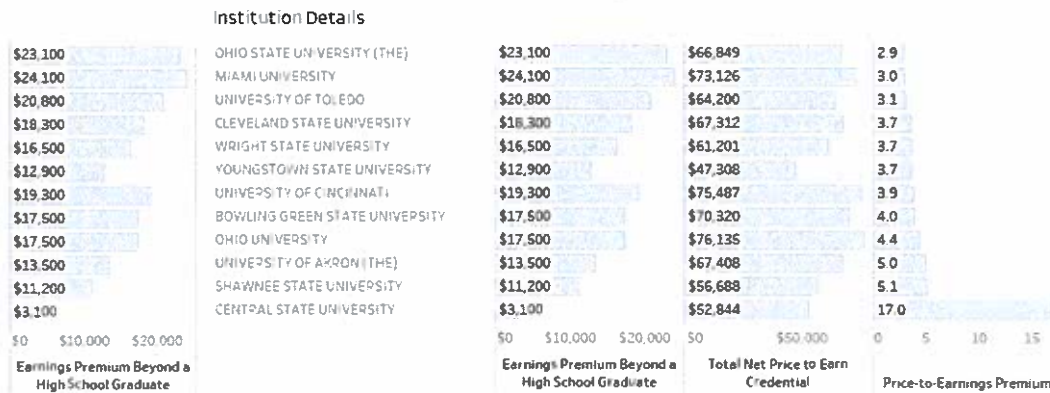 Institution Details
$23,100 OHIO STATE UNIVERSITY (THE) $23,100 $66,849 2.9
$24,100 MIAMI UNIVERSITY $24,100 $73,126 3.0
$20,800 UNIVERSITY OF TOLEDO $20,800 $64,200 3.1
$18,300 CLEVELAND STATE UNIVERSITY $18,300 $67,312 3.7
$16,500 WRIGHT STATE UNIVERSITY $16,500 $61,201 3.7
$12,900 YOUNGSTOWN STATE UNIVERSITY $12,900 $47,308 3.7
$19,300 UNIVERSITY OF CINCINNATI $19,300 $75,487 3.9
$17,500 BOWLING GREEN STATE UNIVERSITY $17,500 $70,320 4.0
$17,500 OHIO UNIVERSITY $17,500 $76,135 4.4
$13,500 UNIVERSITY OF AKRON (THE) $13,500 $67,408 5.0
$11,200 SHAWNEE STATE UNIVERSITY $11,200 $56,688 5.1
$3,100 CENTRAL STATE UNIVERSITY $3,100 $52,844 17.0
$0 $10,000 $20,000 $0 $10,000 $20,000 $0 $50,000 0 5 10 15
Earnings Premium Beyond a Earnings Premium Beyond a Total Net Price to Earn
High School Graduate High School Graduate Credential Price-to-Earnings Premium